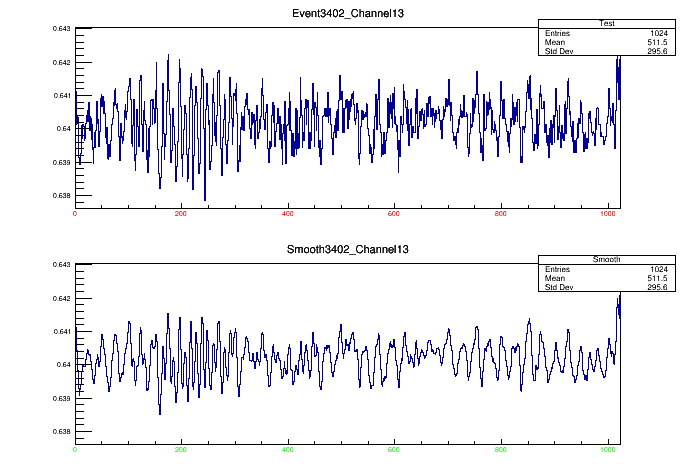 Event3402_Channel13
Test
Entries 1024
Mean 511.5
Std Dev 295.6
0.643
0.642
0.641
0.64
0.639
0.638
0 200 400 600 800 1000
Smooth3402_Channel13
Smooth
Entries 1024
Mean 511.5
Std Dev 295.6
0.643
0.642
0.641
0.64
0.639
0.638
0 200 400 600 800 1000